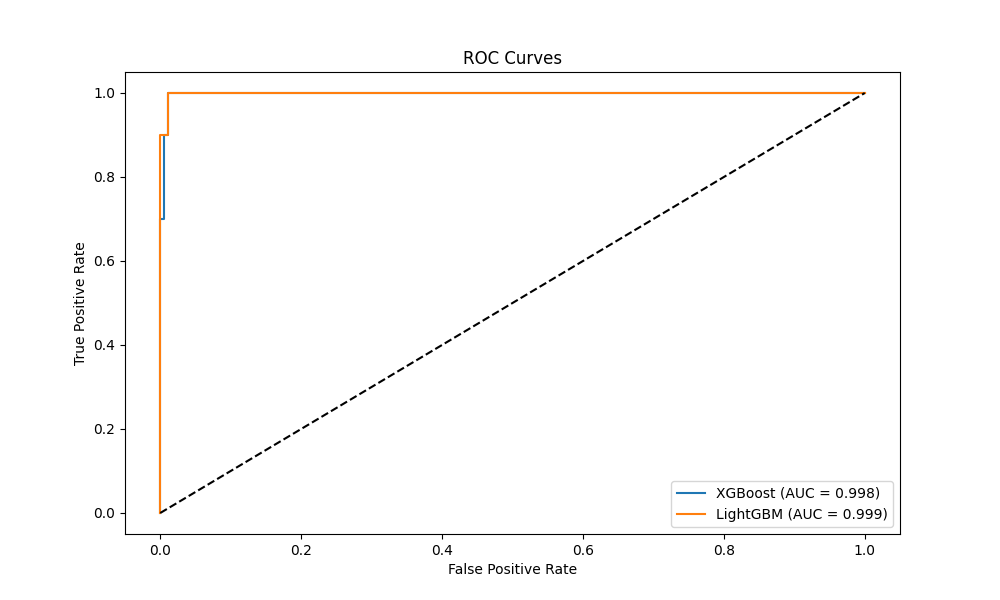 ROC Curves
True Positive Rate
1.0
0.8
0.6
0.4
0.2
0.0
XGBoost (AUC = 0.998)
LightGBM (AUC = 0.999)
0.0 0.2 0.4 0.6 0.8 1.0
False Positive Rate